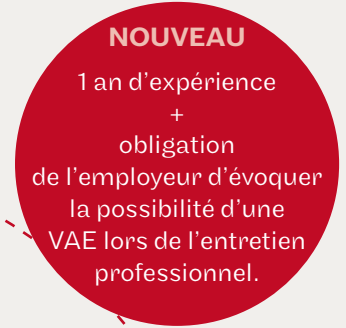 NOUVEAU
1 an d'expérience
+
obligation
de l'employeur d'évoquer
la possibilité d'une
VAE lors de l'entretien
professionnel.